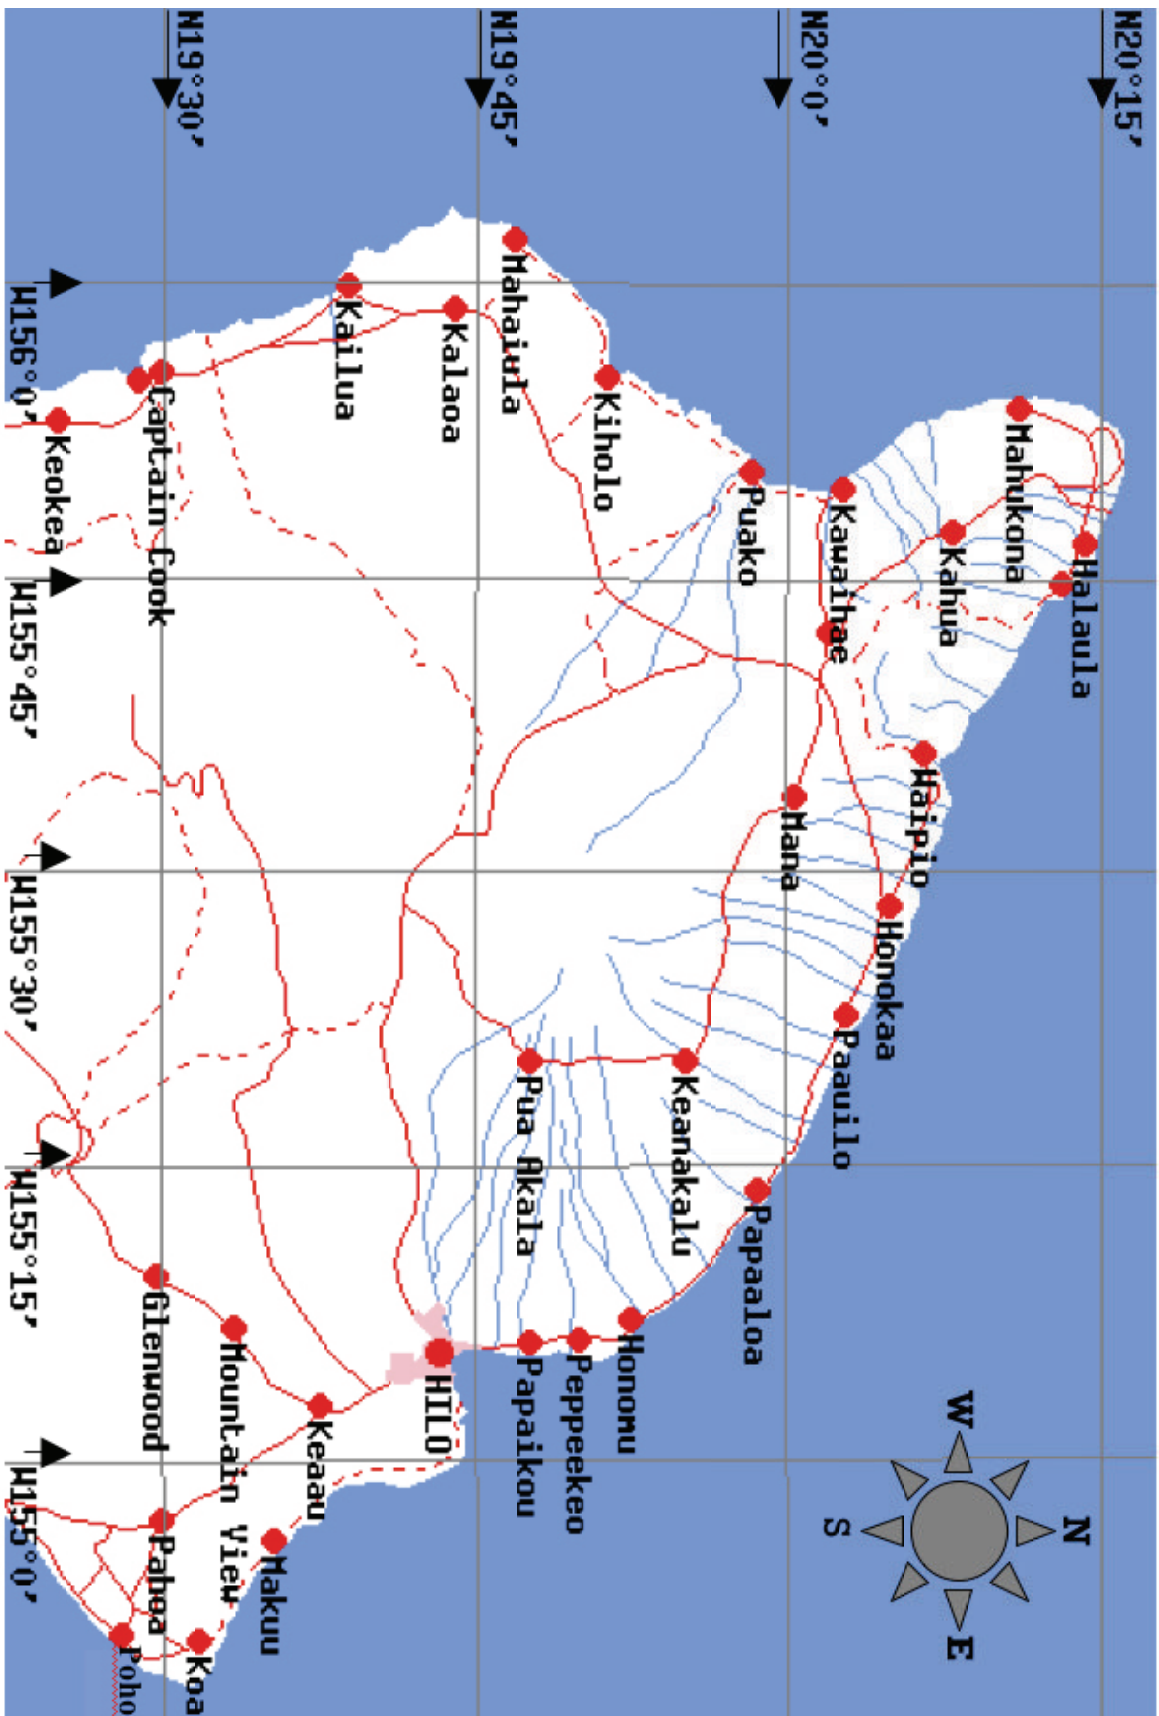 N20°15'
Halaula
Mahukona
N
Kahua
W
E
Waipio
Honokaa
Kawaihae
Paauilo
S
N20°0'
Mana
Puako
Papaaloa
Keanakalu
Honomu
Kiholo
Peppeekeo
Mahaiula
Pua Akala
Papaikou
N19°45'
Kalaoa
HILO
Kailua
Keaau
Makuu
Mountain View
N19°30'
Koa
Captain Cook
Glenwood
Pahoa
Poho
Keokea
W156°0'
W155°45'
W155°30'
W155°15'
W155°0'